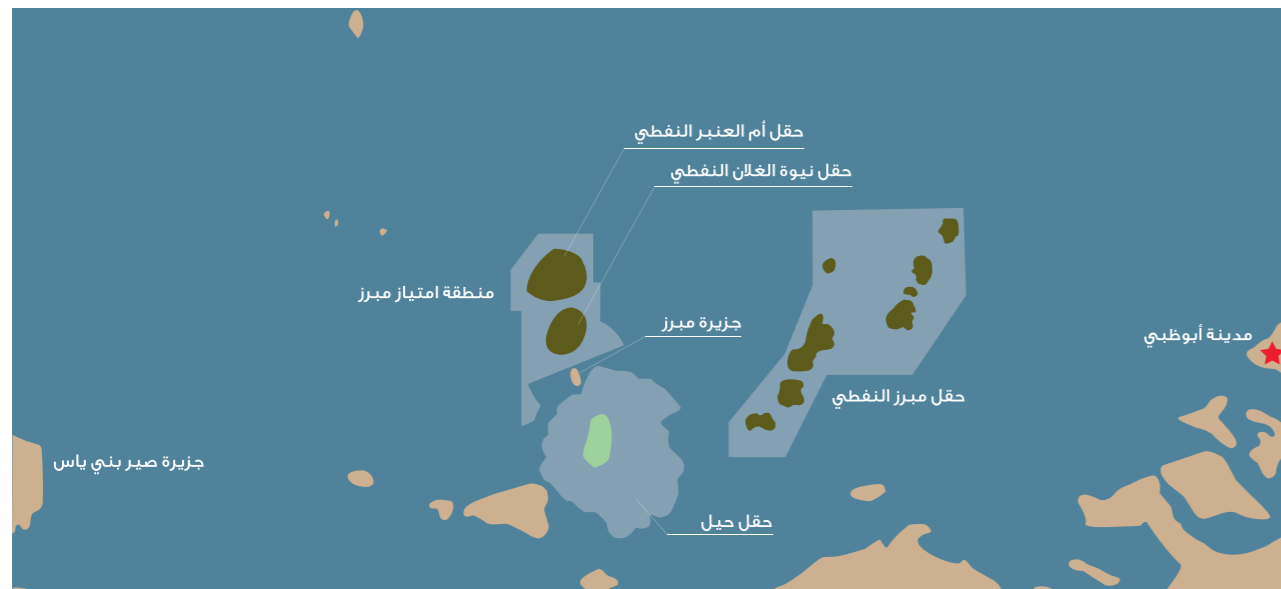 حقل أم العنبر النفطي
حقل نيوة الغلان النفطي
منطقة امتياز مبرز
جزيرة مبرز
مدينة أبوظبي
حقل مبرز النفطي
جزيرة صير بني ياس
حقل حيل